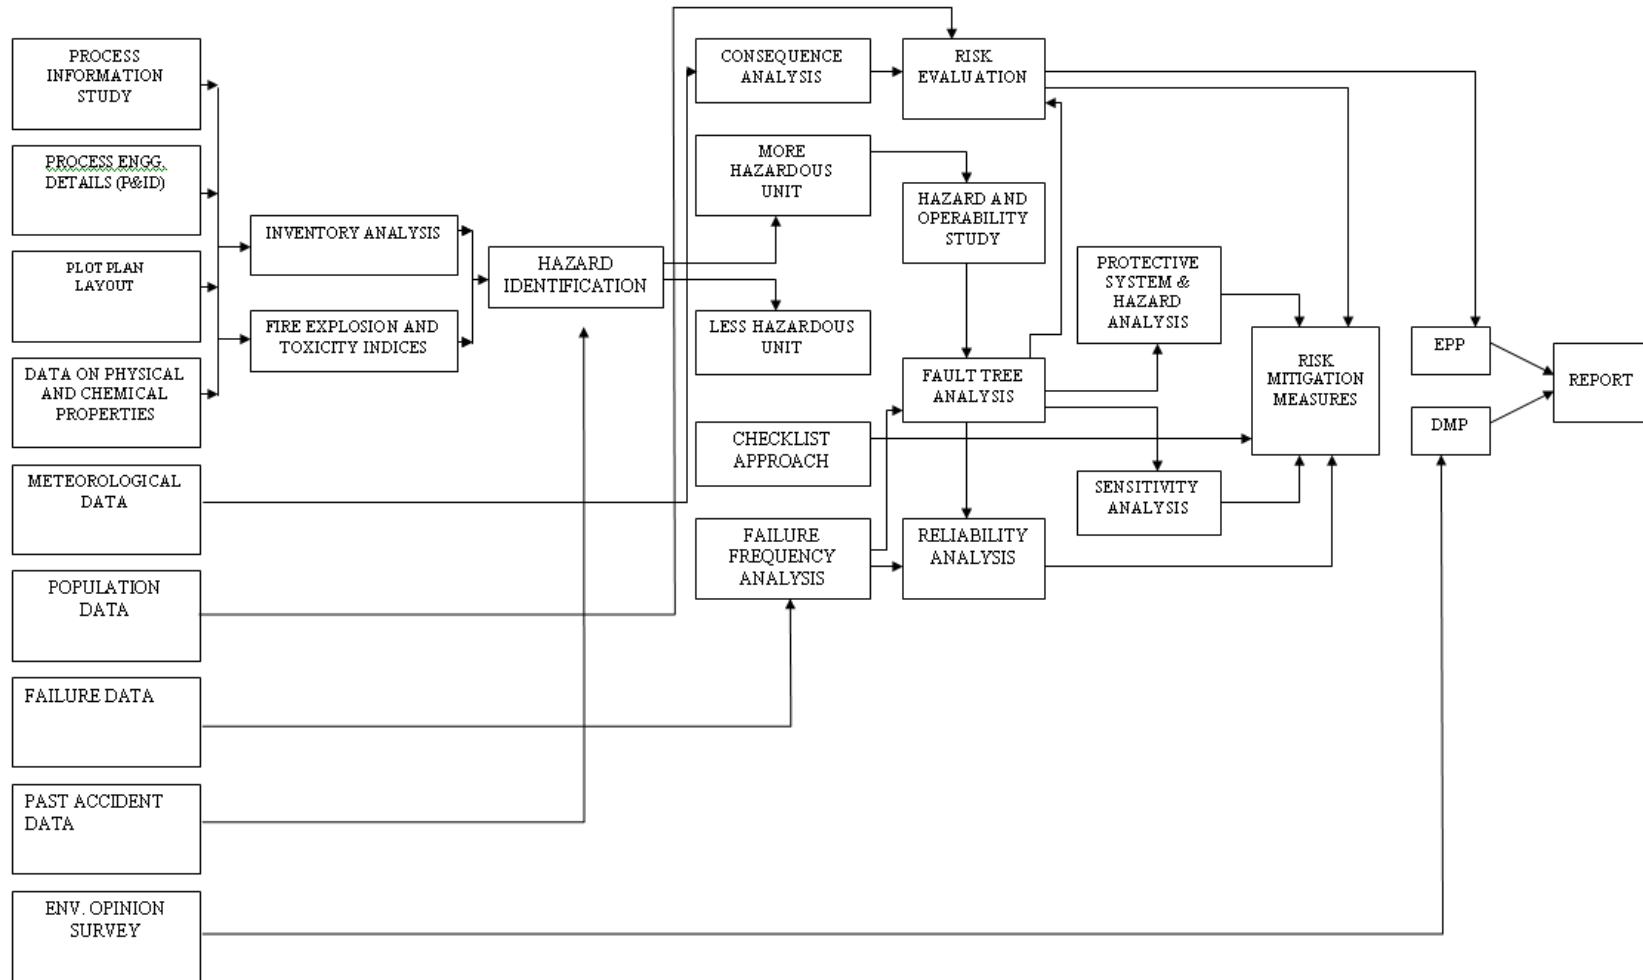 PROCESS
INFORMATION
STUDY
PROCESS ENGG.
DETAILS (P&ID)
PLOT PLAN
LAYOUT
DATA ON PHYSICAL
AND CHEMICAL
PROPERTIES
METEOROLOGICAL
DATA
POPULATION
DATA
FAILURE DATA
PAST ACCIDENT
DATA
ENV. OPINION
SURVEY
INVENTORY ANALYSIS
FIRE EXPLOSION AND
TOXICITY INDICES
HAZARD
IDENTIFICATION
CONSEQUENCE
ANALYSIS
MORE
HAZARDOUS
UNIT
LESS HAZARDOUS
UNIT
CHECKLIST
APPROACH
FAILURE
FREQUENCY
ANALYSIS
RISK
EVALUATION
HAZARD AND
OPERABILITY
STUDY
FAULT TREE
ANALYSIS
RELIABILITY
ANALYSIS
PROTECTIVE
SYSTEM &
HAZARD
ANALYSIS
SENSITIVITY
ANALYSIS
RISK
MITIGATION
MEASURES
EPP
DMP
REPORT